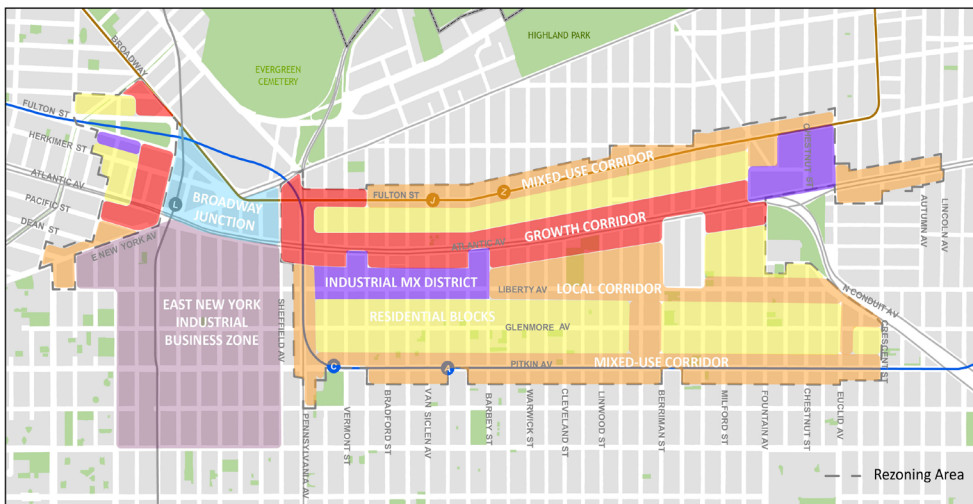 HIGHLAND PARK
EVERGREEN
CEMETERY
BROADWAY
FULTON ST
HERKIMER ST
ATLANTIC AV
PACIFIC ST
DEAN ST
E NEW YORK AV
L
BROADWAY
JUNCTION
FULTON ST
J
Z
MIXED-USE CORRIDOR
CHESTNUT ST
ATLANTIC AV
GROWTH CORRIDOR
AUTUMN AV
LINCOLN AV
INDUSTRIAL MX DISTRICT
LIBERTY AV
LOCAL CORRIDOR
N CONDUIT AV
EAST NEW YORK
INDUSTRIAL
BUSINESS ZONE
SHEFFIELD AV
RESIDENTIAL BLOCKS
GLENMORE AV
CRESCENT ST
C
A
PITKIN AV
MIXED-USE CORRIDOR
PENNSYLVANIA AV
VERMONT ST
BRADFORD ST
VAN SICLEN AV
BARBEY ST
WARWICK ST
CLEVELAND ST
LINWOOD ST
BERRIMAN ST
MILFORD ST
FOUNTAIN AV
CHESTNUT ST
EUCLID AV
Rezoning Area